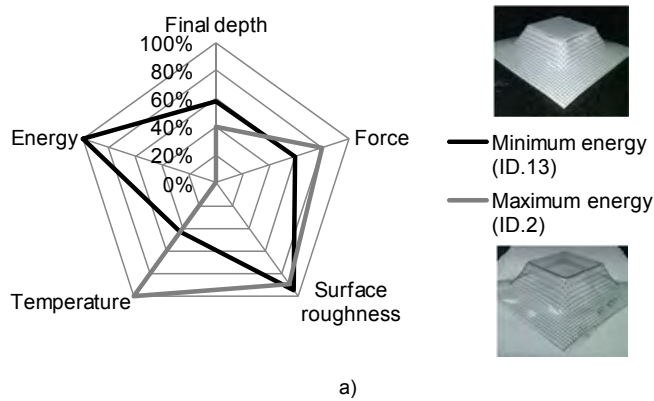 Final depth
100%
80%
60%
40%
20%
0%
Energy
Force
Temperature
Surface
roughness
Minimum energy
(ID.13)
Maximum energy
(ID.2)
a)